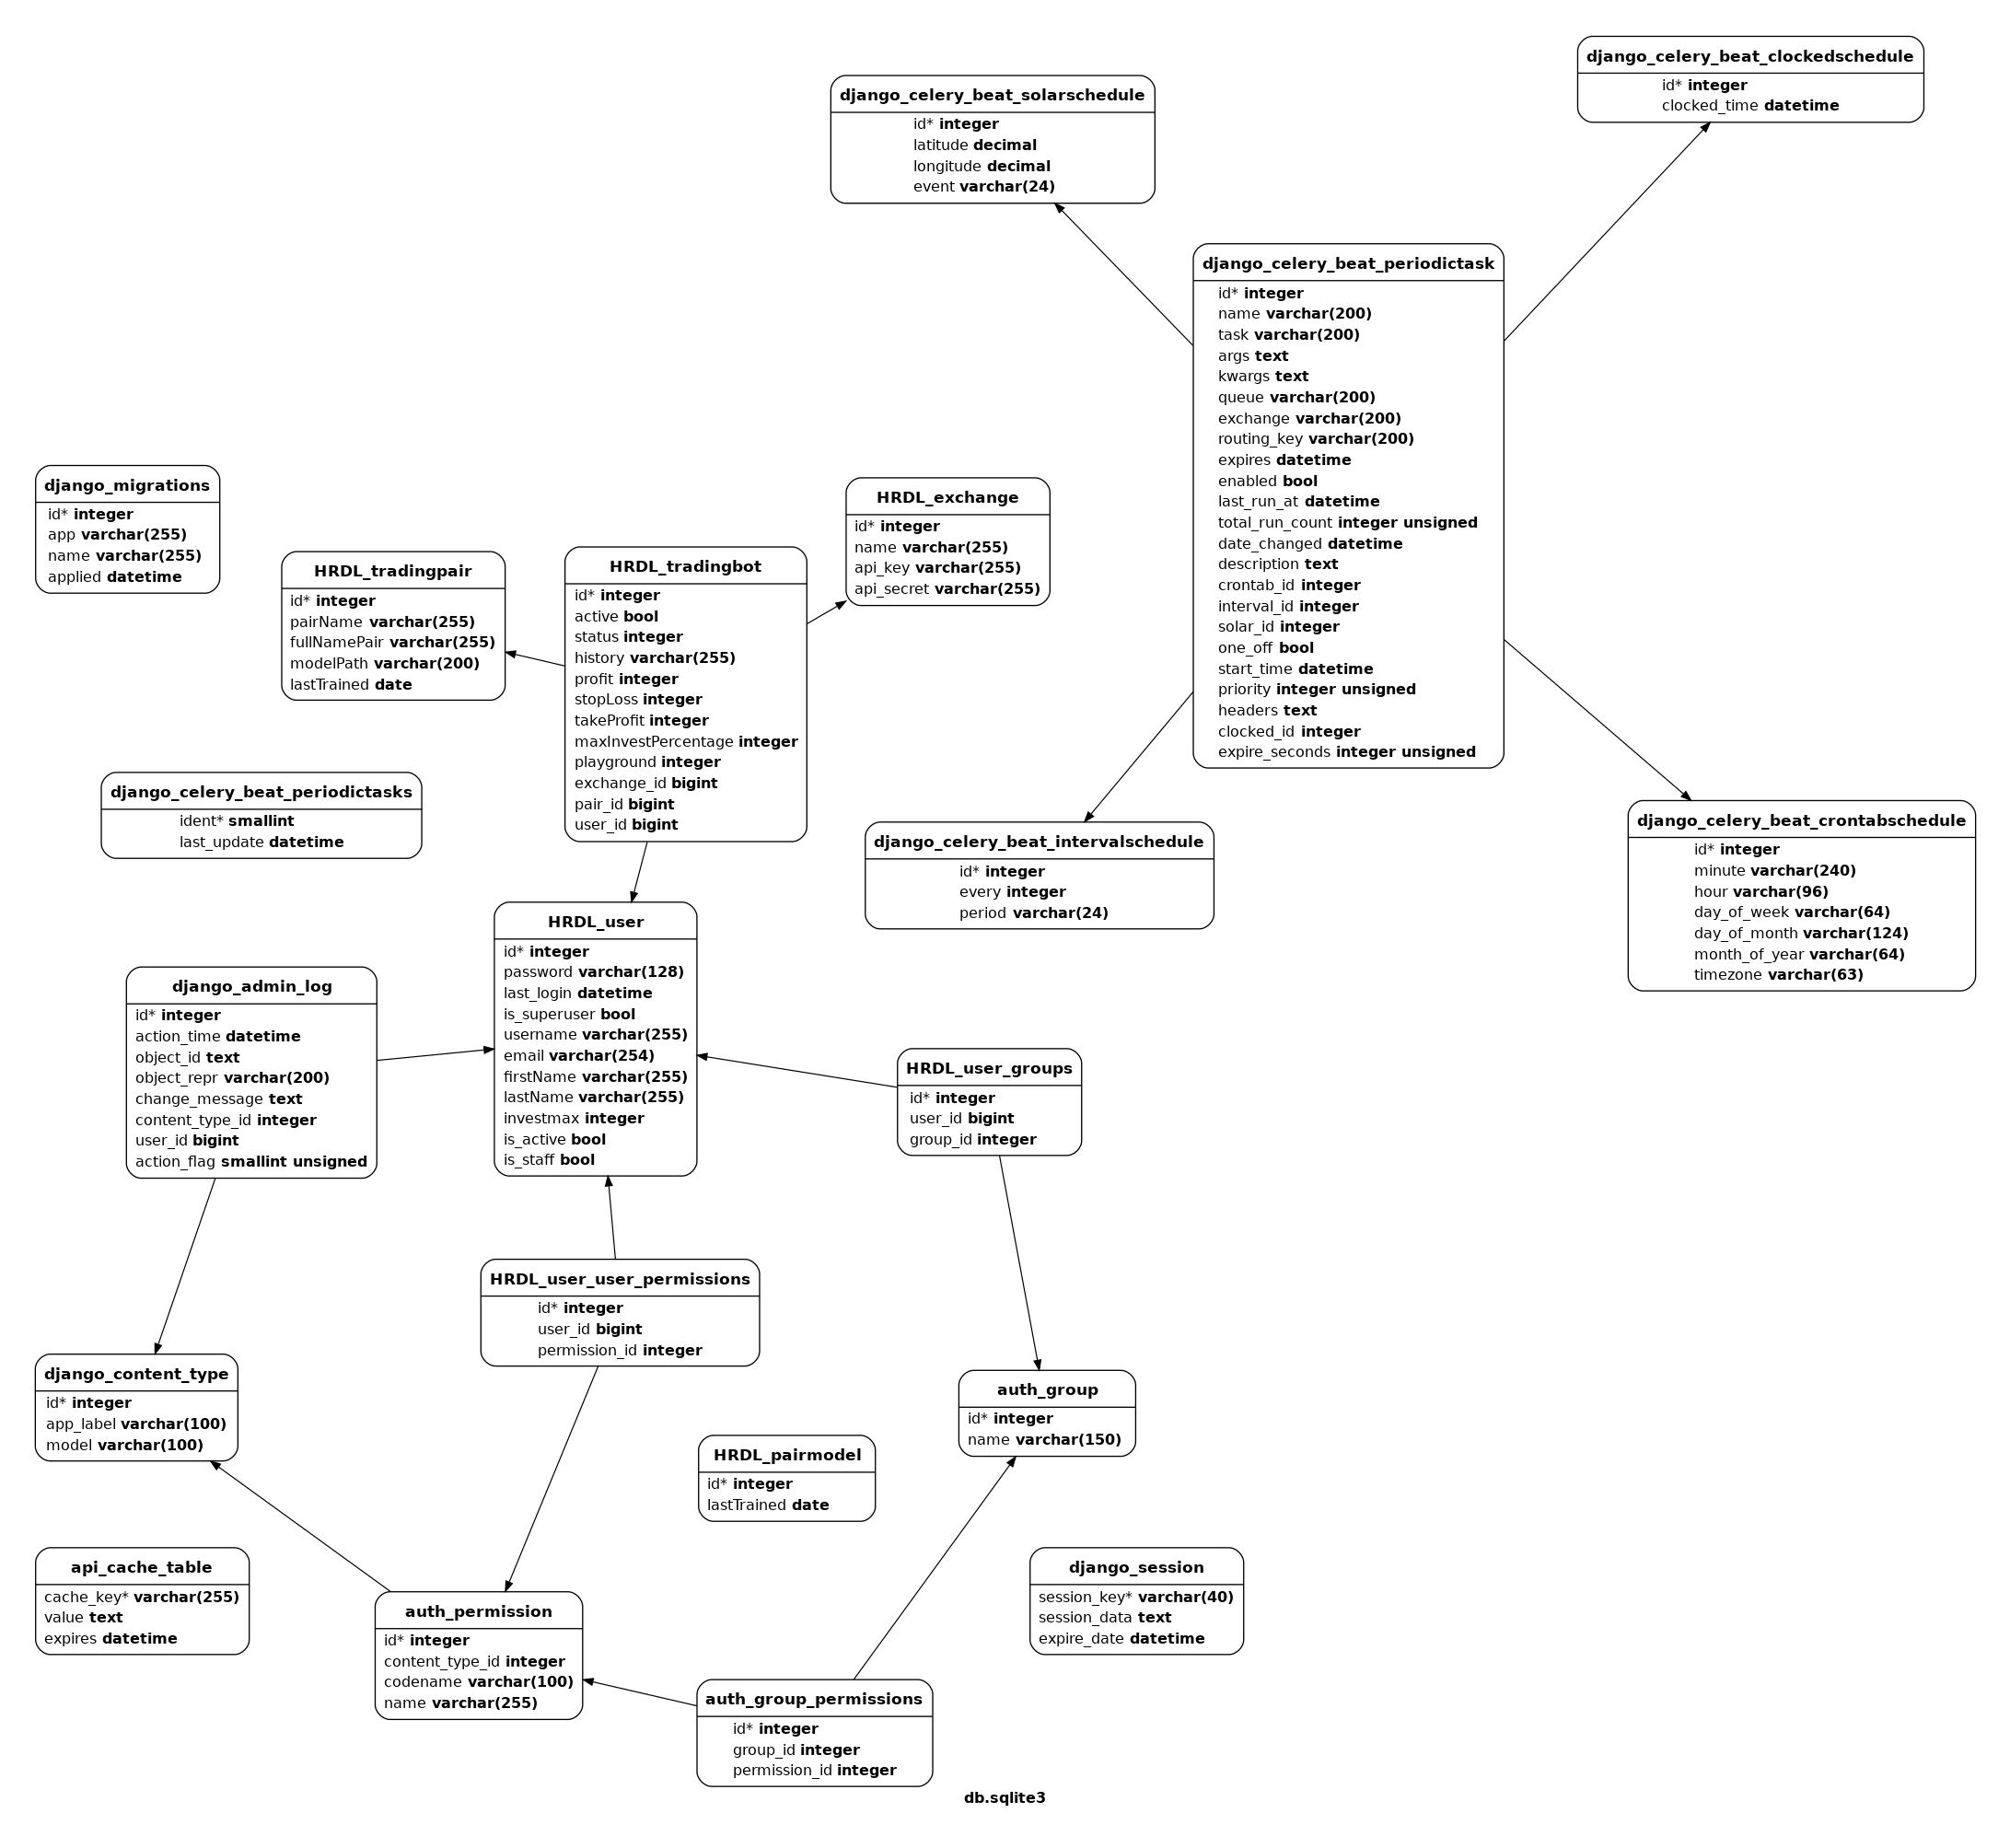 django_celery_beat_clockedschedule
id* integer
clocked_time datetime
django_celery_beat_solarschedule
id* integer
latitude decimal
longitude decimal
event varchar(24)
django_celery_beat_periodictask
id* integer
name varchar(200)
task varchar(200)
args text
kwargs text
queue varchar(200)
exchange varchar(200)
routing_key varchar(200)
expires datetime
enabled bool
last_run_at datetime
total_run_count integer unsigned
date_changed datetime
description text
crontab_id integer
interval_id integer
solar_id integer
one_off bool
start_time datetime
priority integer unsigned
headers text
clocked_id integer
expire_seconds integer unsigned
django_migrations
id* integer
app varchar(255)
name varchar(255)
applied datetime
HRDL_exchange
id* integer
name varchar(255)
api_key varchar(255)
api_secret varchar(255)
HRDL_tradingpair
id* integer
pairName varchar(255)
fullNamePair varchar(255)
modelPath varchar(200)
lastTrained date
HRDL_tradingbot
id* integer
active bool
status integer
history varchar(255)
profit integer
stopLoss integer
takeProfit integer
maxInvestPercentage integer
playground integer
exchange_id bigint
pair_id bigint
user_id bigint
django_celery_beat_periodictasks
ident* smallint
last_update datetime
django_celery_beat_intervalschedule
id* integer
every integer
period varchar(24)
django_celery_beat_crontabschedule
id* integer
minute varchar(240)
hour varchar(96)
day_of_week varchar(64)
day_of_month varchar(124)
month_of_year varchar(64)
timezone varchar(63)
HRDL_user
id* integer
password varchar(128)
last_login datetime
is_superuser bool
username varchar(255)
email varchar(254)
firstName varchar(255)
lastName varchar(255)
investmax integer
is_active bool
is_staff bool
django_admin_log
id* integer
action_time datetime
object_id text
object_repr varchar(200)
change_message text
content_type_id integer
user_id bigint
action_flag smallint unsigned
HRDL_user_groups
id* integer
user_id bigint
group_id integer
HRDL_user_user_permissions
id* integer
user_id bigint
permission_id integer
django_content_type
id* integer
app_label varchar(100)
model varchar(100)
auth_group
id* integer
name varchar(150)
HRDL_pairmodel
id* integer
lastTrained date
api_cache_table
cache_key* varchar(255)
value text
expires datetime
django_session
session_key* varchar(40)
session_data text
expire_date datetime
auth_permission
id* integer
content_type_id integer
codename varchar(100)
name varchar(255)
auth_group_permissions
id* integer
group_id integer
permission_id integer
db.sqlite3